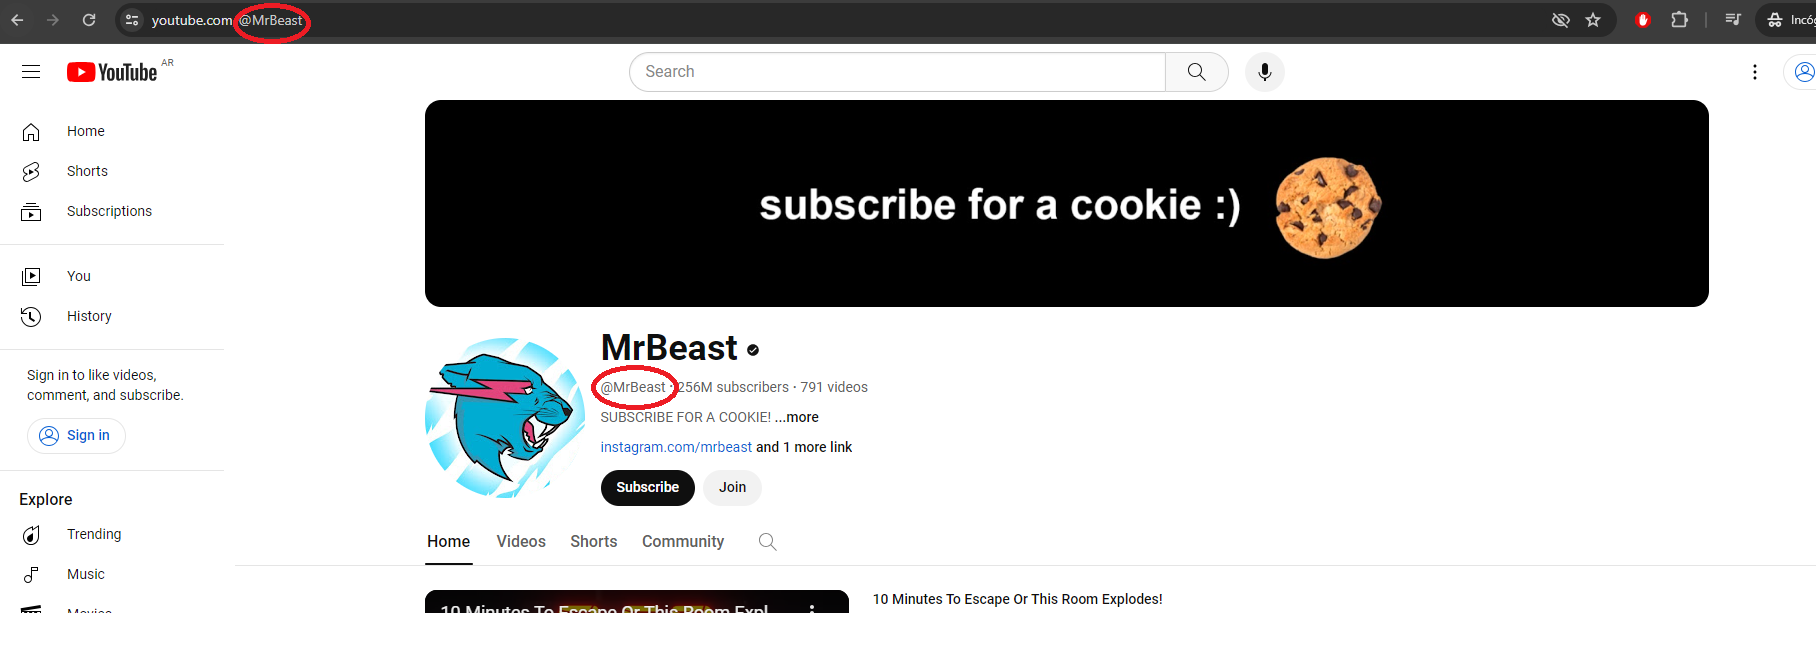 youtube.com/@MrBeast
Incóg
YouTube AR
Search
Home
Shorts
Subscriptions
You
History
Sign in to like videos,
comment, and subscribe.
Sign in
Explore
Trending
Music
Movies
subscribe for a cookie :)
MrBeast
@MrBeast · 256M subscribers · 791 videos
SUBSCRIBE FOR A COOKIE! ...more
instagram.com/mrbeast and 1 more link
Subscribe
Join
Home
Videos
Shorts
Community
10 Minutes To Escape Or This Room Expl
10 Minutes To Escape Or This Room Explodes!